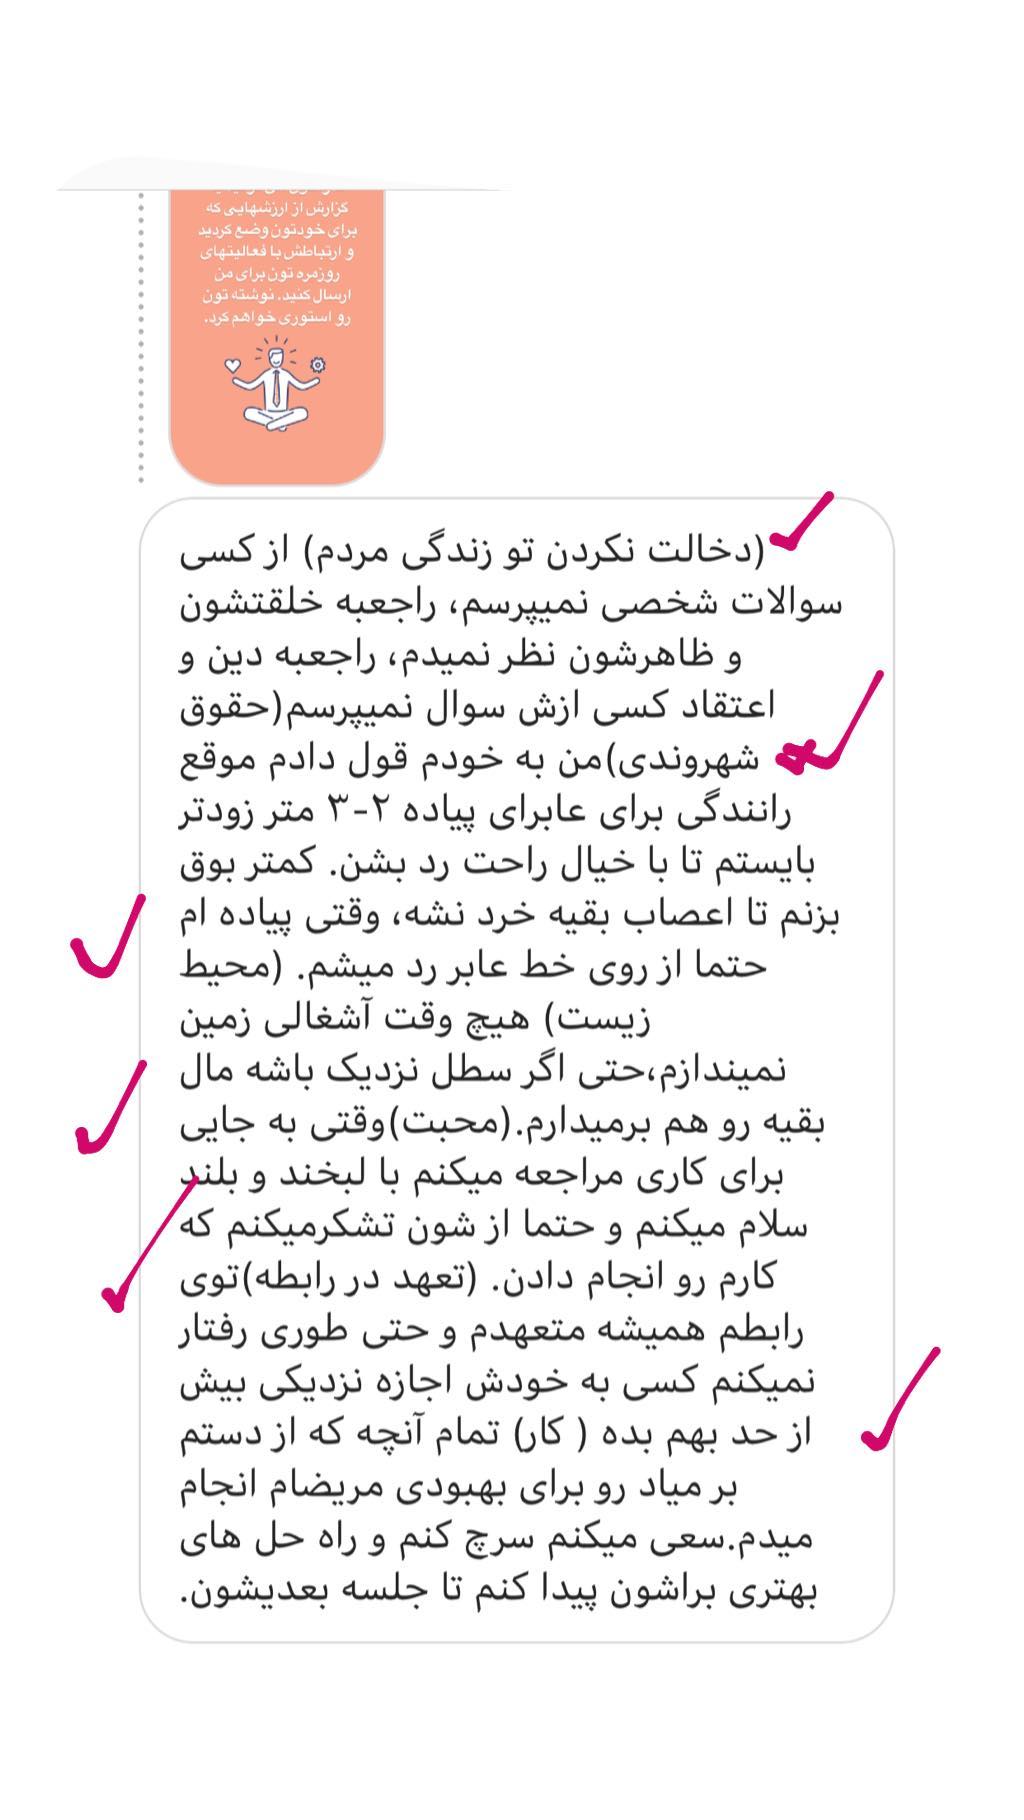 گزارش از ارزشهایی که
برای خودتون وضع کردید
و ارتباطش با فعالیتهای
روزمره تون برای من
ارسال کنید. نوشته تون
رو استوری خواهم کرد.
(دخالت نکردن تو زندگی مردم) از کسی
سوالات شخصی نمیپرسم، راجعبه خلقتشون
و ظاهرشون نظر نمیدم، راجعبه دین و
اعتقاد کسی ازش سوال نمیپرسم(حقوق
شهروندی)من به خودم قول دادم موقع
رانندگی برای عابرای پیاده ۲-۳ متر زودتر
بایستم تا با خیال راحت رد بشن. کمتر بوق
بزنم تا اعصاب بقیه خرد نشه، وقتی پیاده ام
حتما از روی خط عابر رد میشم. (محیط
زیست) هیچ وقت آشغالی زمین
نمیندازم،حتی اگر سطل نزدیک باشه مال
بقیه رو هم برمیدارم.(محبت)وقتی به جایی
برای کاری مراجعه میکنم با لبخند و بلند
سلام میکنم و حتما از شون تشکرمیکنم که
کارم رو انجام دادن. (تعهد در رابطه)توی
رابطم همیشه متعهدم و حتی طوری رفتار
نمیکنم کسی به خودش اجازه نزدیکی بیش
از حد بهم بده ( کار) تمام آنچه که از دستم
بر میاد رو برای بهبودی مریضام انجام
میدم.سعی میکنم سرچ کنم و راه حل های
بهتری براشون پیدا کنم تا جلسه بعدیشون.